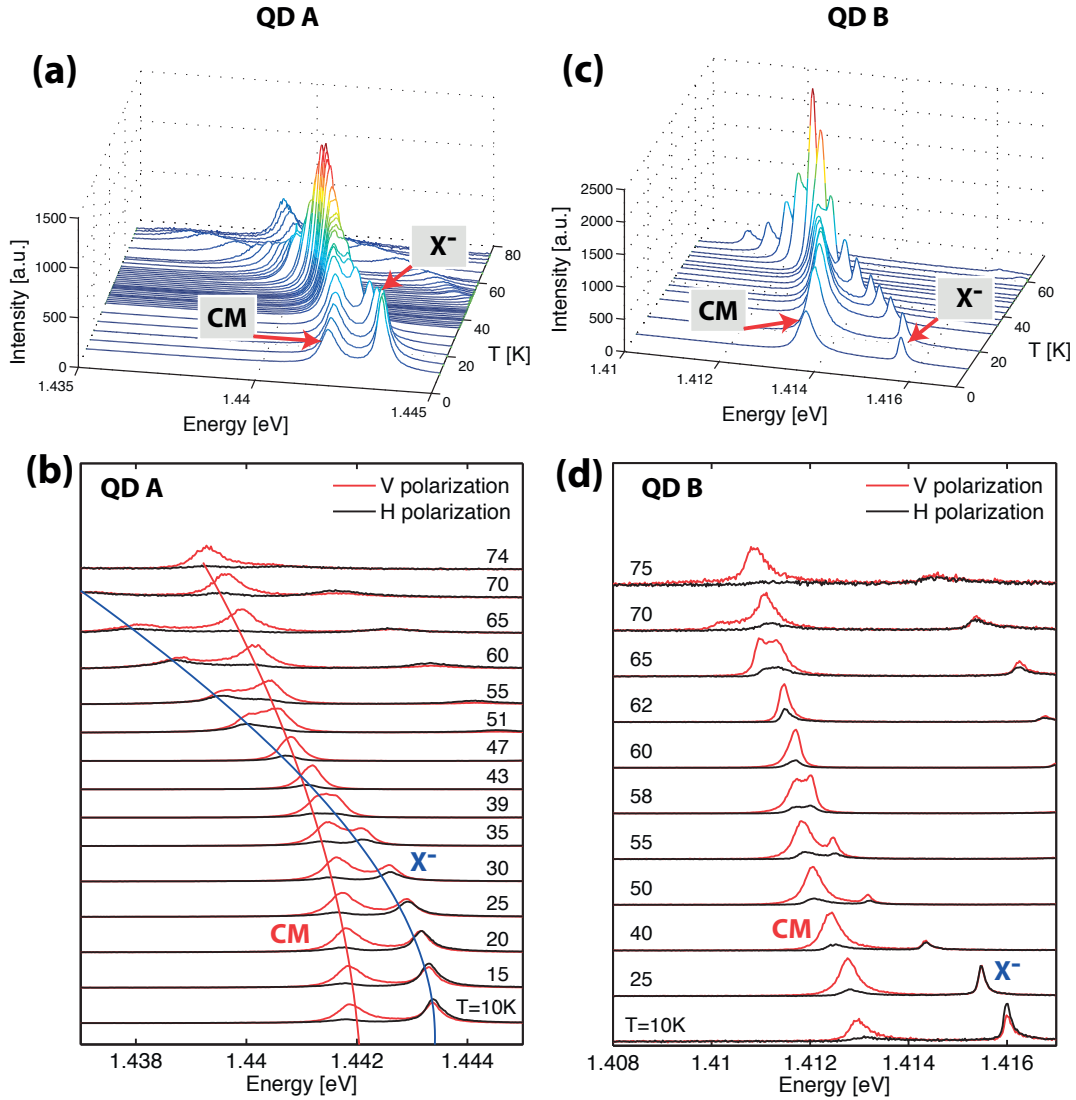 QD A
QD B
(a)
(c)
1500
1000
500
0
Intensity [a.u.]
1.435
1.44
1.445
Energy [eV]
0
20
40
60
80
T [K]
CM
X⁻
2500
2000
1500
1000
500
0
Intensity [a.u.]
1.41
1.412
1.414
1.416
Energy [eV]
0
20
40
60
T [K]
CM
X⁻
(b)
QD A
V polarization
H polarization
74
70
65
60
55
51
47
43
39
35
30
25
20
15
T=10K
X⁻
CM
1.438
1.44
1.442
1.444
Energy [eV]
(d)
QD B
V polarization
H polarization
75
70
65
62
60
58
55
50
40
25
T=10K
CM
X⁻
1.408
1.41
1.412
1.414
1.416
Energy [eV]